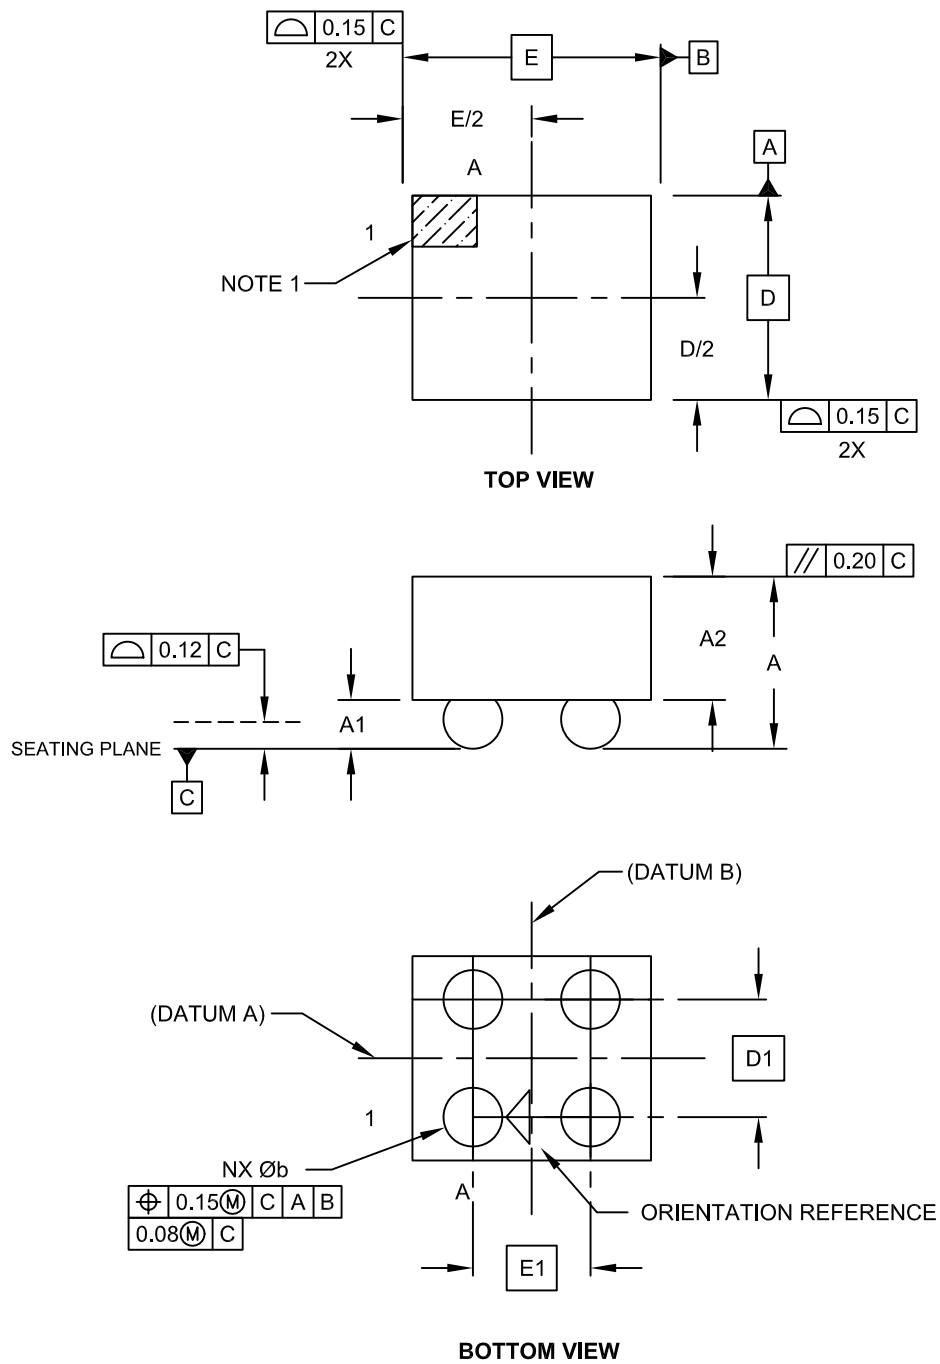 0.15 C
2X
E
B
E/2
A
A
1
NOTE 1
D
D/2
0.15 C
2X
TOP VIEW
// 0.20 C
A2
A
0.12 C
A1
SEATING PLANE
C
(DATUM B)
(DATUM A)
D1
1
NX Øb
0.15Ⓜ C A B
0.08Ⓜ C
A
ORIENTATION REFERENCE
E1
BOTTOM VIEW